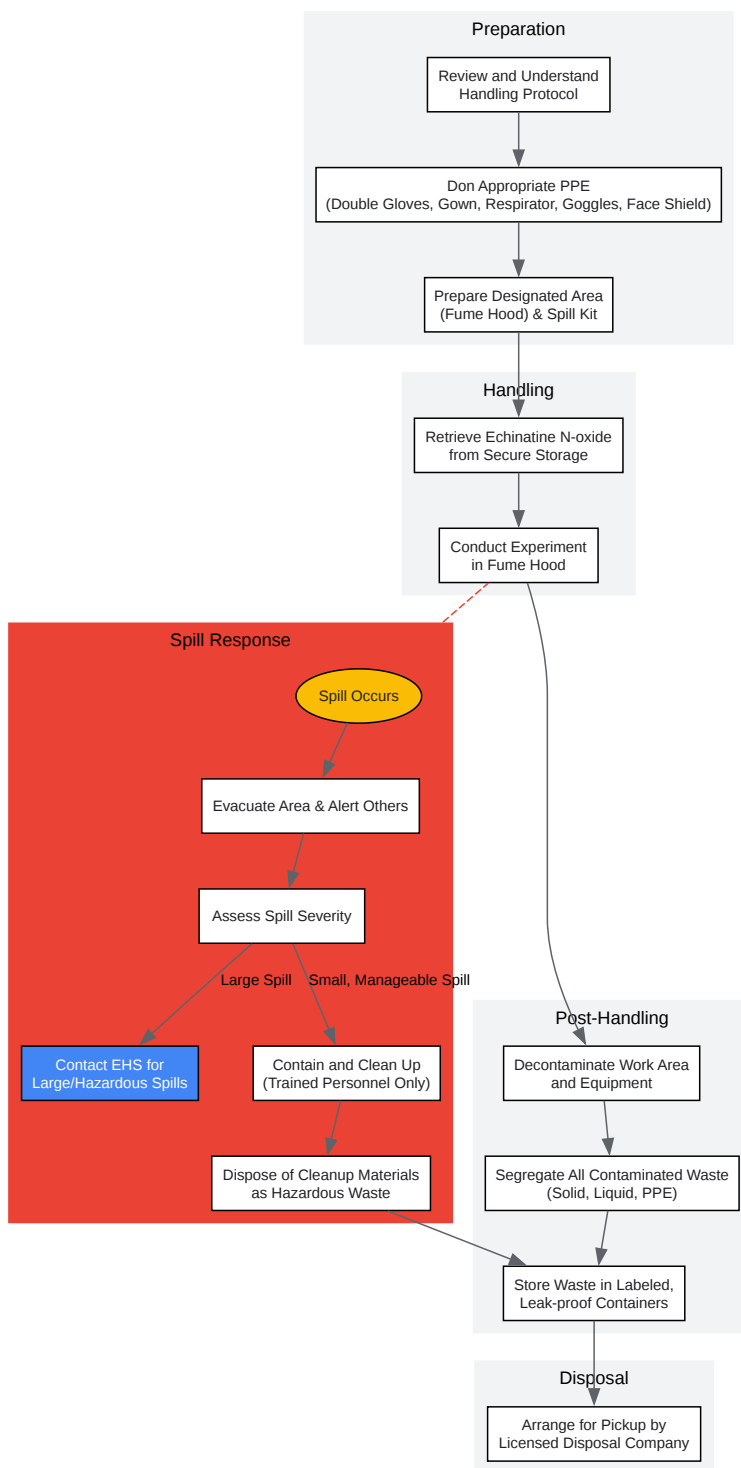 Preparation
Review and Understand
Handling Protocol
Don Appropriate PPE
(Double Gloves, Gown, Respirator, Goggles, Face Shield)
Prepare Designated Area
(Fume Hood) & Spill Kit
Handling
Retrieve Echinatine N-oxide
from Secure Storage
Conduct Experiment
in Fume Hood
Spill Response
Spill Occurs
Evacuate Area & Alert Others
Assess Spill Severity
Large Spill
Small, Manageable Spill
Contact EHS for
Large/Hazardous Spills
Contain and Clean Up
(Trained Personnel Only)
Dispose of Cleanup Materials
as Hazardous Waste
Post-Handling
Decontaminate Work Area
and Equipment
Segregate All Contaminated Waste
(Solid, Liquid, PPE)
Store Waste in Labeled,
Leak-proof Containers
Disposal
Arrange for Pickup by
Licensed Disposal Company